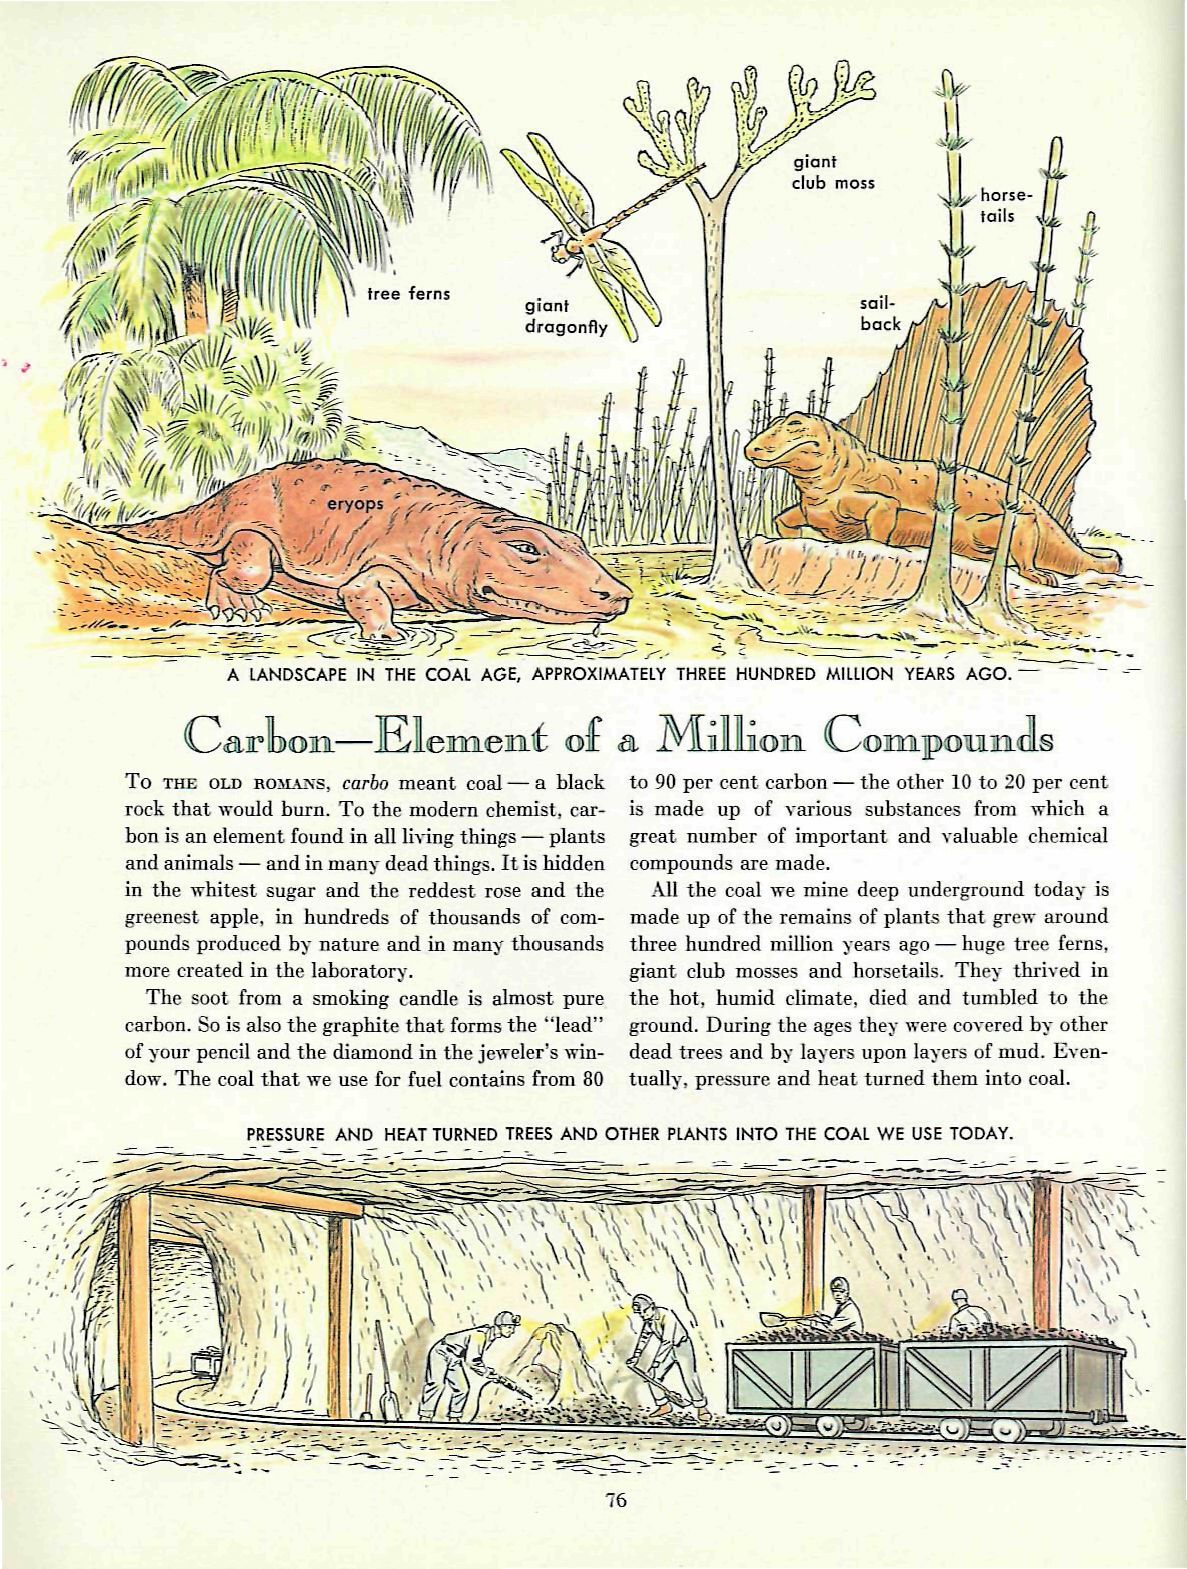 giant
club moss
horse-
tails
tree ferns
giant
dragonfly
sail-
back
eryops
A LANDSCAPE IN THE COAL AGE, APPROXIMATELY THREE HUNDRED MILLION YEARS AGO.
Carbon—Element of a Million Compounds
TO THE OLD ROMANS, carbo meant coal — a black
rock that would burn. To the modern chemist, car-
bon is an element found in all living things — plants
and animals — and in many dead things. It is hidden
in the whitest sugar and the reddest rose and the
greenest apple, in hundreds of thousands of com-
pounds produced by nature and in many thousands
more created in the laboratory.
The soot from a smoking candle is almost pure
carbon. So is also the graphite that forms the “lead”
of your pencil and the diamond in the jeweler's win-
dow. The coal that we use for fuel contains from 80
to 90 per cent carbon — the other 10 to 20 per cent
is made up of various substances from which a
great number of important and valuable chemical
compounds are made.
All the coal we mine deep underground today is
made up of the remains of plants that grew around
three hundred million years ago — huge tree ferns,
giant club mosses and horsetails. They thrived in
the hot, humid climate, died and tumbled to the
ground. During the ages they were covered by other
dead trees and by layers upon layers of mud. Even-
tually, pressure and heat turned them into coal.
PRESSURE AND HEAT TURNED TREES AND OTHER PLANTS INTO THE COAL WE USE TODAY.
76